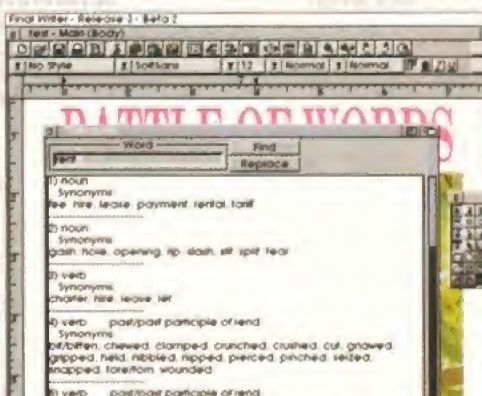 Final Writer - Release 3 - Beta 2
test - Main (Body)
No Style SoftSans 12 Normal Normal
BATTLE OF WORDS
Word
Find
rent
Replace
1) noun
Synonyms
fee hire, lease, payment, rental, tariff
2) noun
Synonyms
gash, hole, opening, rip, slash, slit, split, tear
3) verb
Synonyms
charter, hire, lease, let
4) verb past/past participle of rend
Synonyms
bit/bitten, chewed, clamped, crunched, crushed, cut, gnawed,
gripped, held, nibbled, nipped, pierced, pinched, seized,
snapped, tore/torn, wounded
5) verb past/past participle of rend